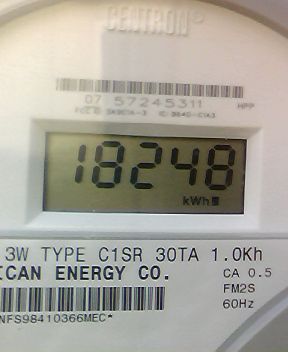 CENTRON®
07 57245311 HPP
18248
kWh
3W TYPE C1SR 30TA 1.0Kh
ICAN ENERGY CO. CA 0.5
FM2S
60Hz
NFS98410366MEC*